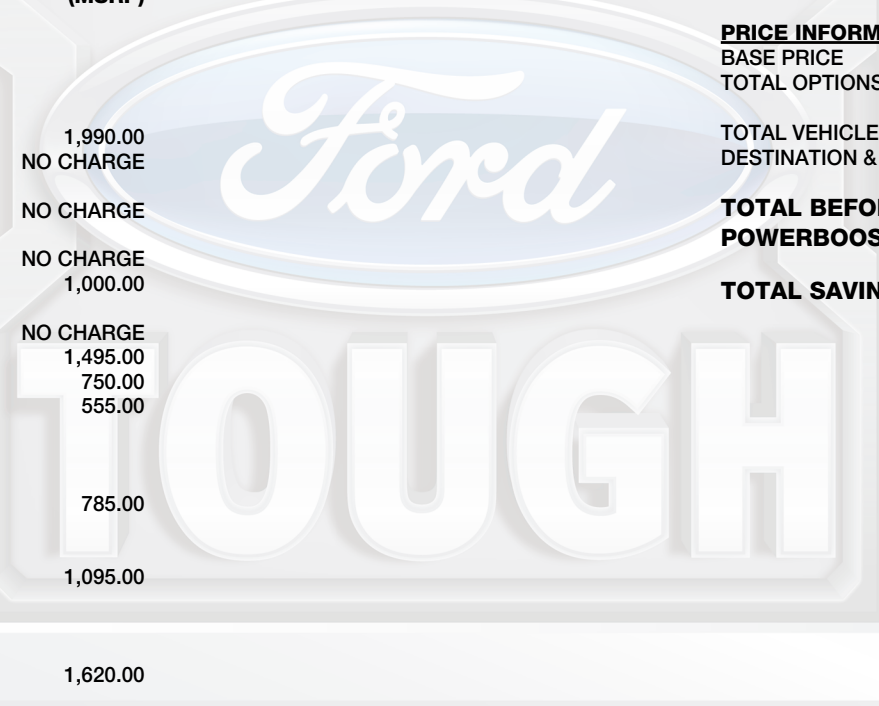 (MSRP)
1,990.00
NO CHARGE
NO CHARGE
NO CHARGE
1,000.00
NO CHARGE
1,495.00
750.00
555.00
785.00
1,095.00
1,620.00
PRICE INFORM
BASE PRICE
TOTAL OPTIONS
TOTAL VEHICLE
DESTINATION &
TOTAL BEFO
POWERBOOS
TOTAL SAVIN
Ford
TOUGH